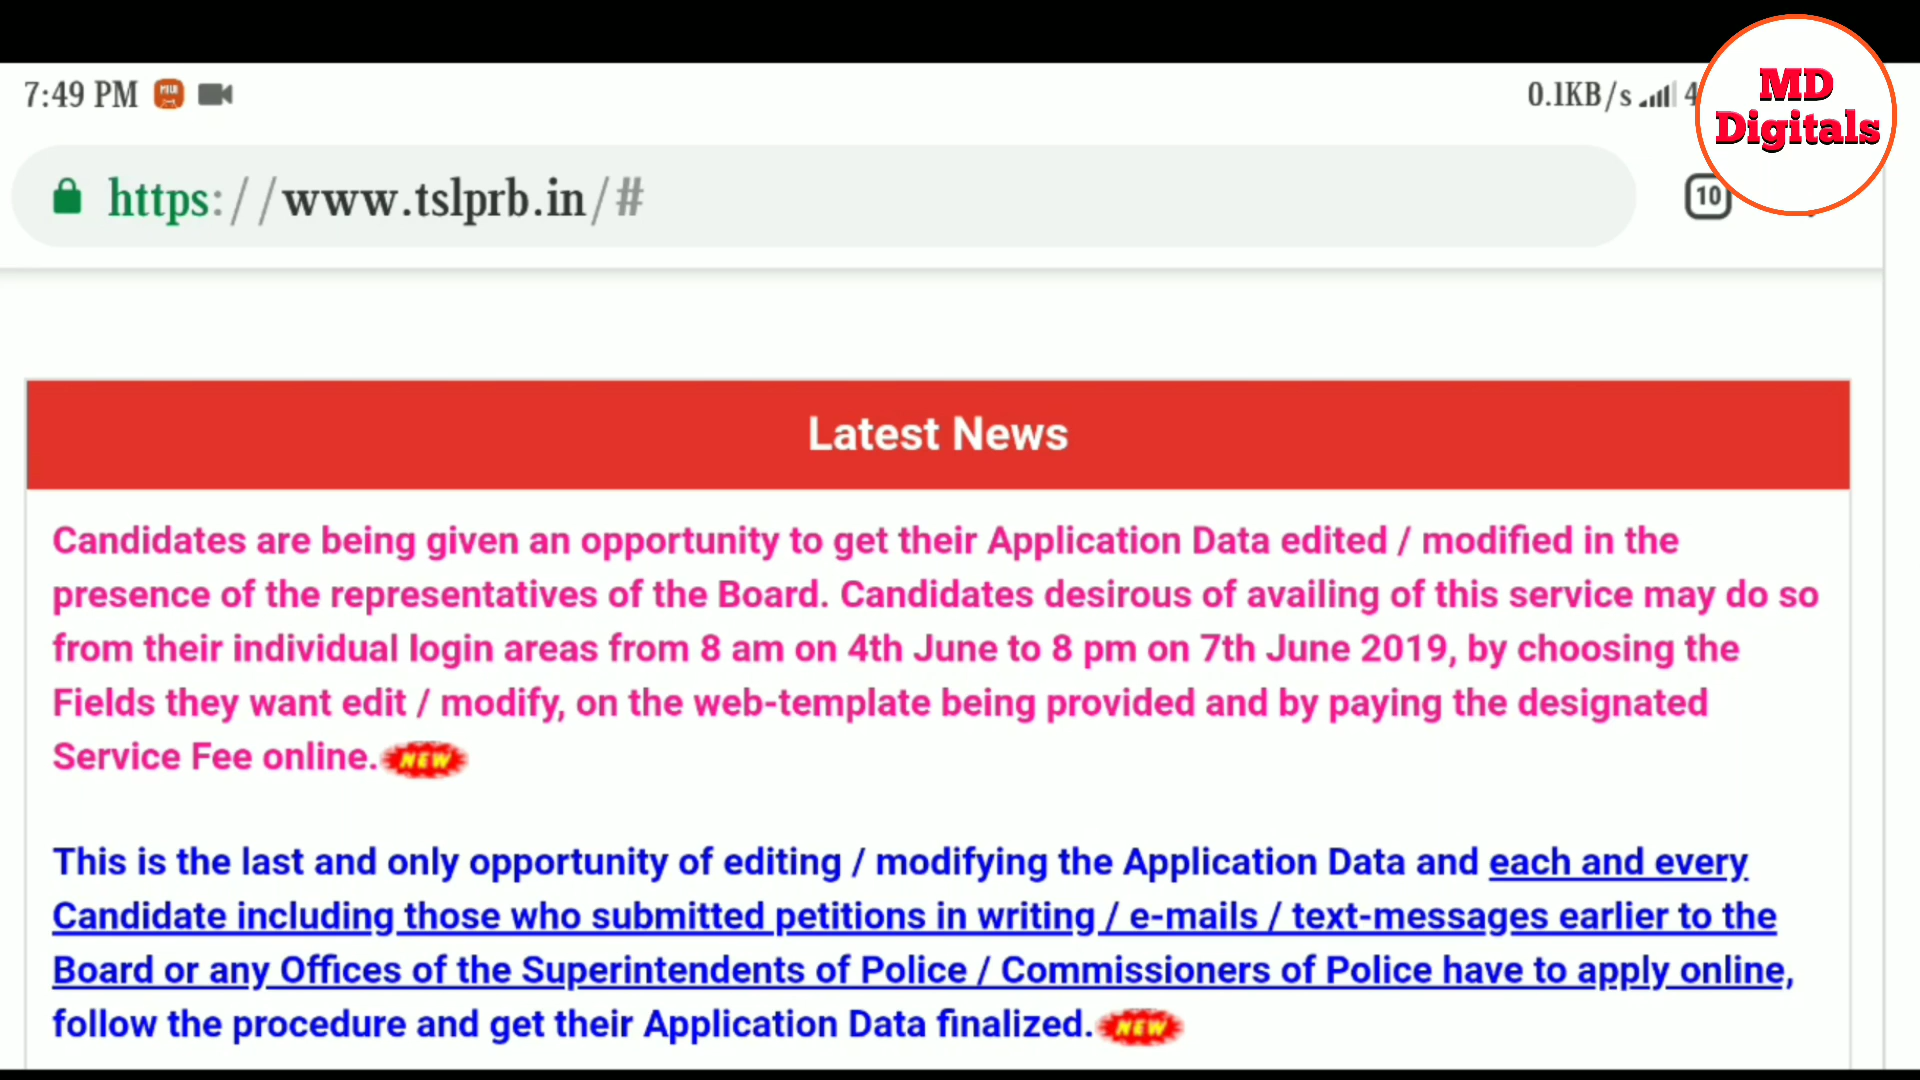 7:49 PM
0.1KB/s 4
MD
Digitals
https://www.tslprb.in/#
10
Latest News
Candidates are being given an opportunity to get their Application Data edited / modified in the
presence of the representatives of the Board. Candidates desirous of availing of this service may do so
from their individual login areas from 8 am on 4th June to 8 pm on 7th June 2019, by choosing the
Fields they want edit / modify, on the web-template being provided and by paying the designated
Service Fee online. NEW
This is the last and only opportunity of editing / modifying the Application Data and each and every
Candidate including those who submitted petitions in writing / e-mails / text-messages earlier to the
Board or any Offices of the Superintendents of Police / Commissioners of Police have to apply online,
follow the procedure and get their Application Data finalized. NEW